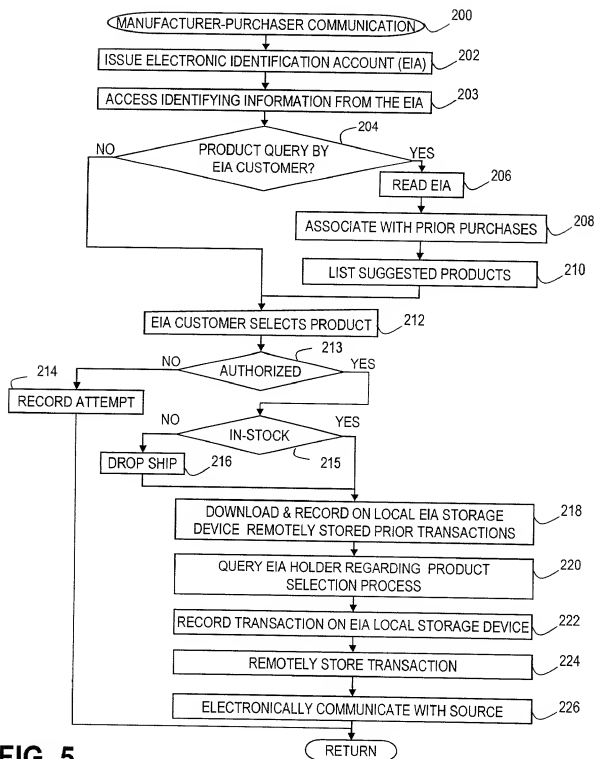 MANUFACTURER-PURCHASER COMMUNICATION
200
ISSUE ELECTRONIC IDENTIFICATION ACCOUNT (EIA)
202
ACCESS IDENTIFYING INFORMATION FROM THE EIA
203
204
PRODUCT QUERY BY
EIA CUSTOMER?
NO
YES
READ EIA
206
ASSOCIATE WITH PRIOR PURCHASES
208
LIST SUGGESTED PRODUCTS
210
EIA CUSTOMER SELECTS PRODUCT
212
213
AUTHORIZED
NO
YES
214
RECORD ATTEMPT
NO
YES
IN-STOCK
215
DROP SHIP
216
DOWNLOAD & RECORD ON LOCAL EIA STORAGE
DEVICE REMOTELY STORED PRIOR TRANSACTIONS
218
QUERY EIA HOLDER REGARDING PRODUCT
SELECTION PROCESS
220
RECORD TRANSACTION ON EIA LOCAL STORAGE DEVICE
222
REMOTELY STORE TRANSACTION
224
ELECTRONICALLY COMMUNICATE WITH SOURCE
226
RETURN
FIG. 5